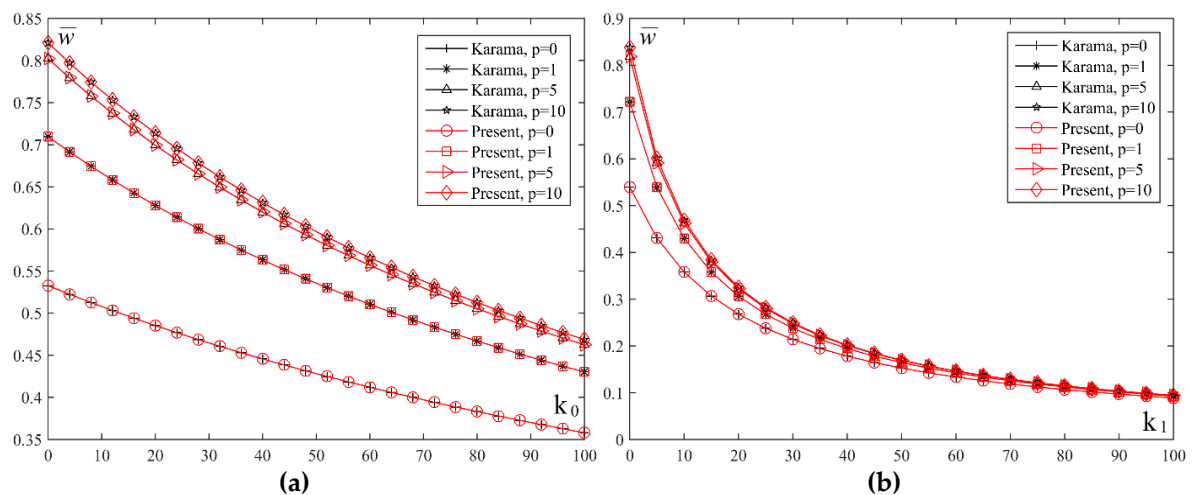 0.85
w̅
0.8
0.75
0.7
0.65
0.6
0.55
0.5
0.45
0.4
0.35
Karama, p=0
Karama, p=1
Karama, p=5
Karama, p=10
Present, p=0
Present, p=1
Present, p=5
Present, p=10
k₀
0 10 20 30 40 50 60 70 80 90 100
(a)
0.9
w̅
0.8
0.7
0.6
0.5
0.4
0.3
0.2
0.1
0
Karama, p=0
Karama, p=1
Karama, p=5
Karama, p=10
Present, p=0
Present, p=1
Present, p=5
Present, p=10
k₁
0 10 20 30 40 50 60 70 80 90 100
(b)